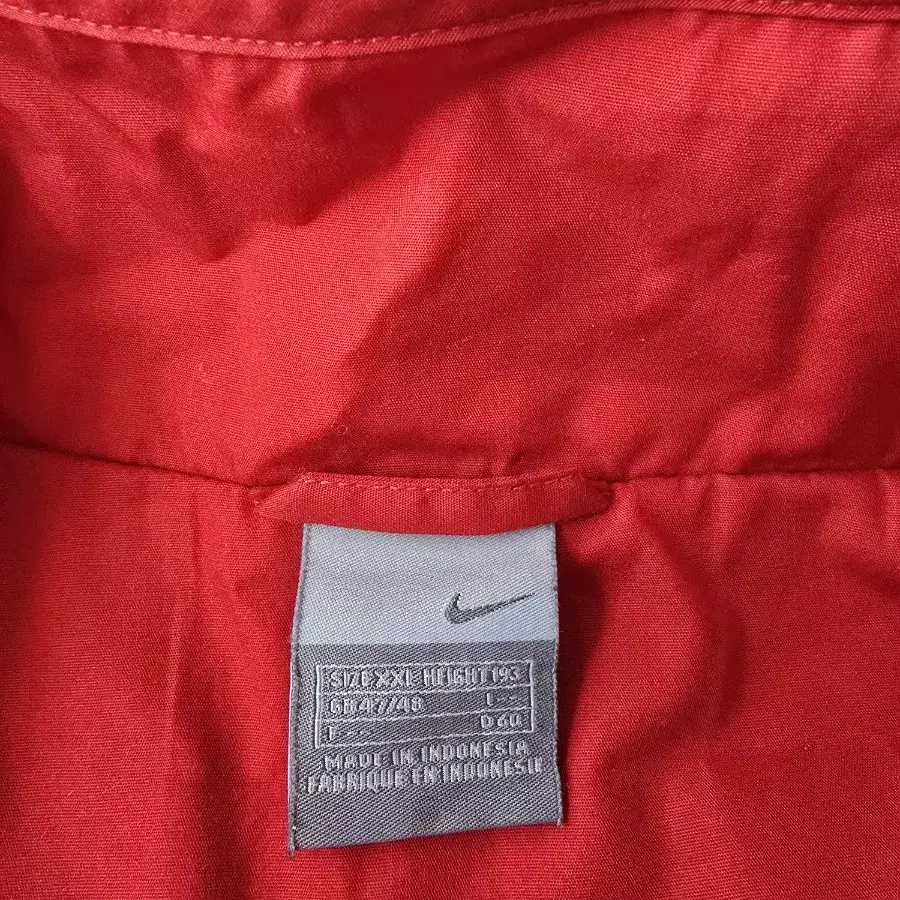 SIZE XXL HEIGHT 193
GB 47/48 I --
F -- D 60
MADE IN INDONESIA
FABRIQUE EN INDONESIE